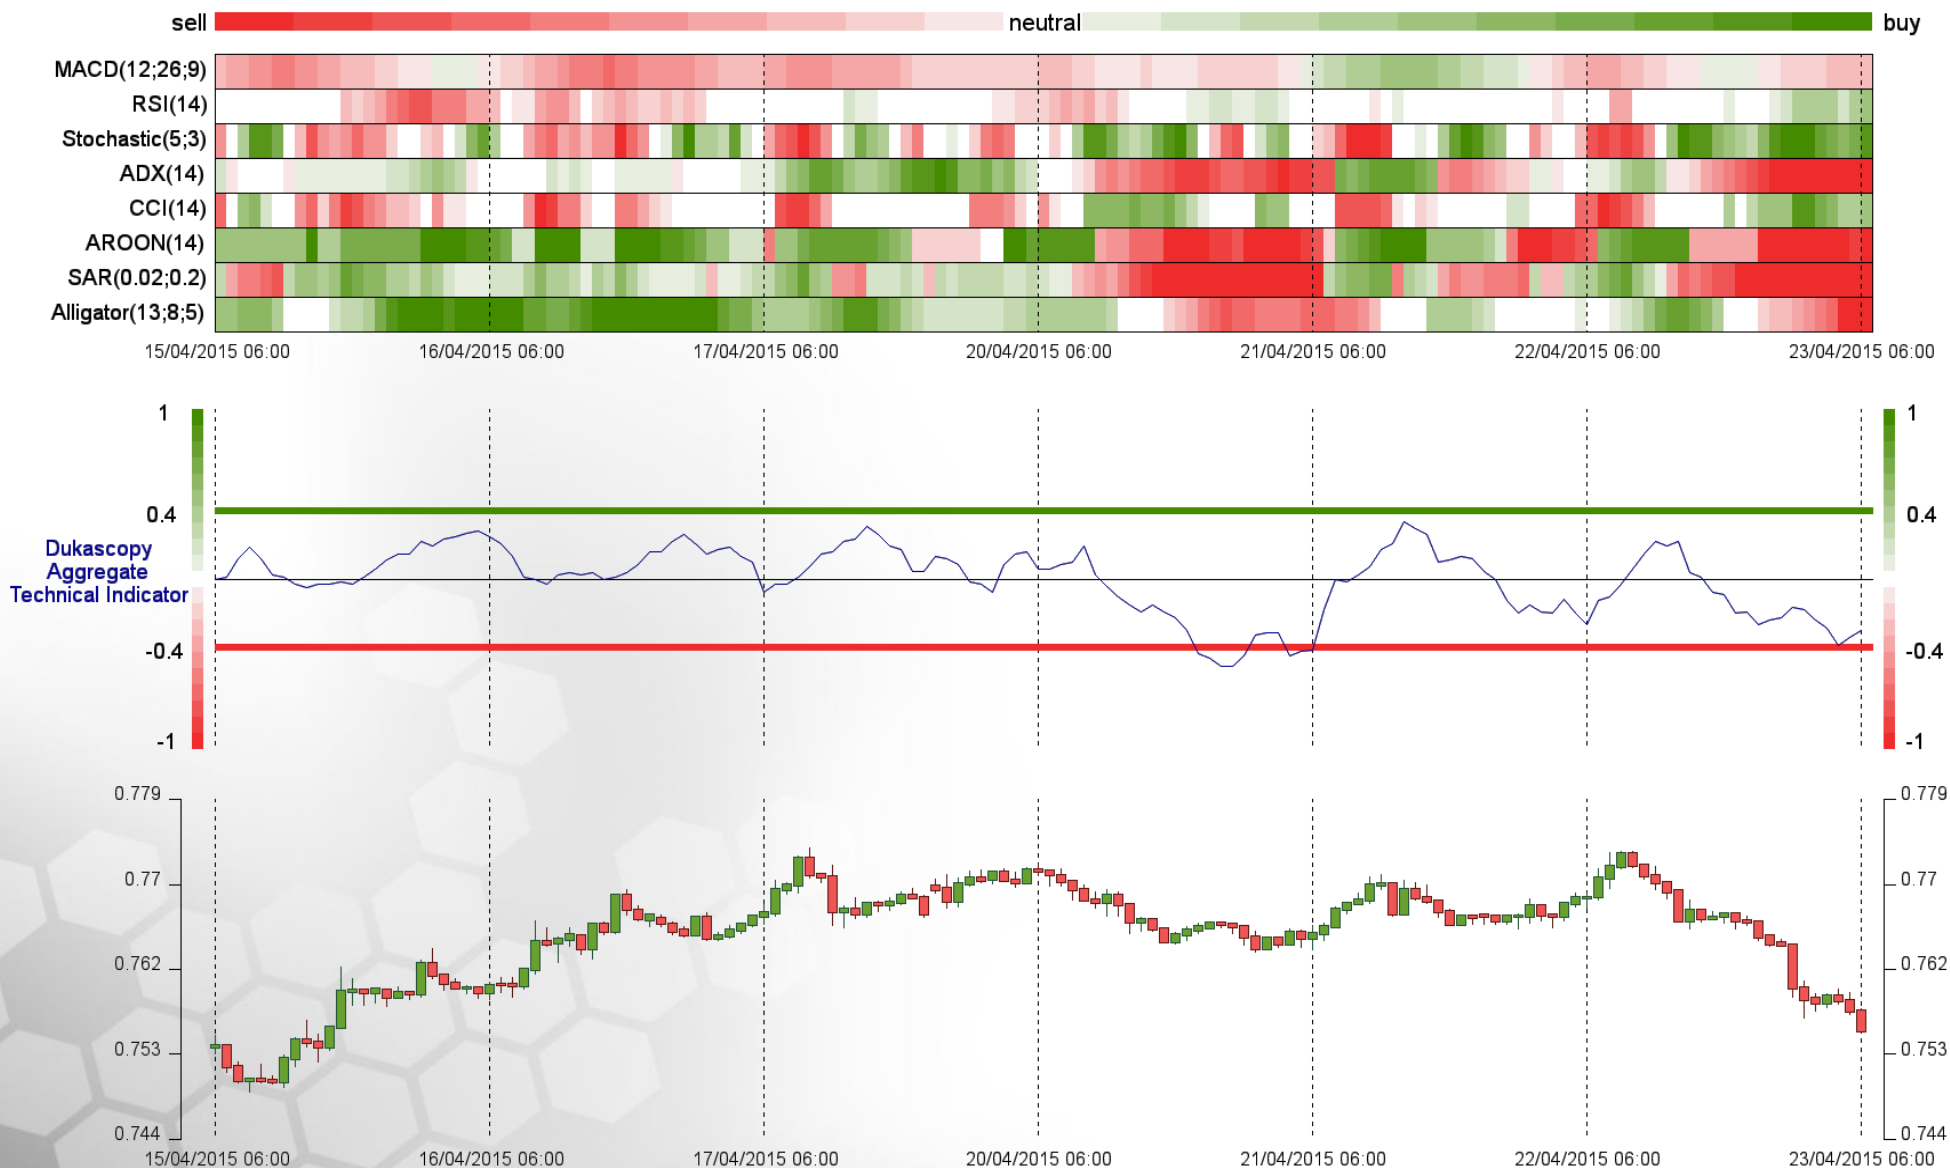 sell neutral buy
MACD(12;26;9)
RSI(14)
Stochastic(5;3)
ADX(14)
CCI(14)
AROON(14)
SAR(0.02;0.2)
Alligator(13;8;5)
15/04/2015 06:00 16/04/2015 06:00 17/04/2015 06:00 20/04/2015 06:00 21/04/2015 06:00 22/04/2015 06:00 23/04/2015 06:00
1 1
0.4 0.4
Dukascopy
Aggregate
Technical Indicator
-0.4 -0.4
-1 -1
0.779 0.779
0.77 0.77
0.762 0.762
0.753 0.753
0.744 0.744
15/04/2015 06:00 16/04/2015 06:00 17/04/2015 06:00 20/04/2015 06:00 21/04/2015 06:00 22/04/2015 06:00 23/04/2015 06:00